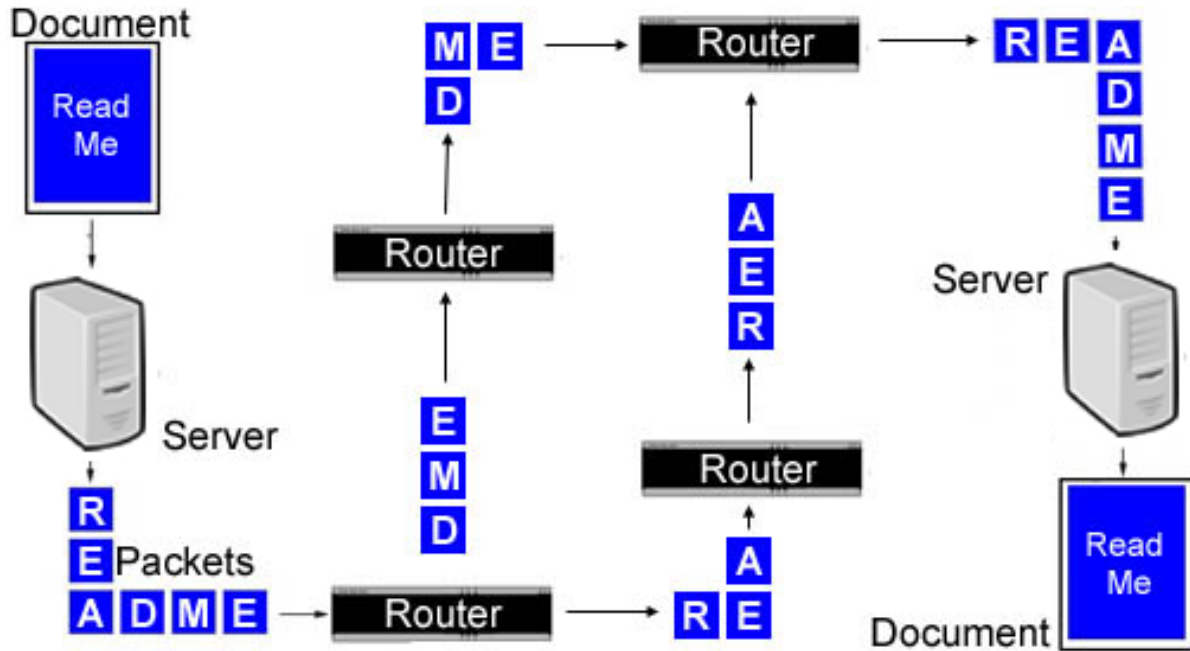 Document
Read
Me
Server
R
E
Packets
A D M E
Router
E
M
D
Router
M E
D
R E
A
Router
A
E
R
Router
R E A
D
M
E
Server
Read
Me
Document